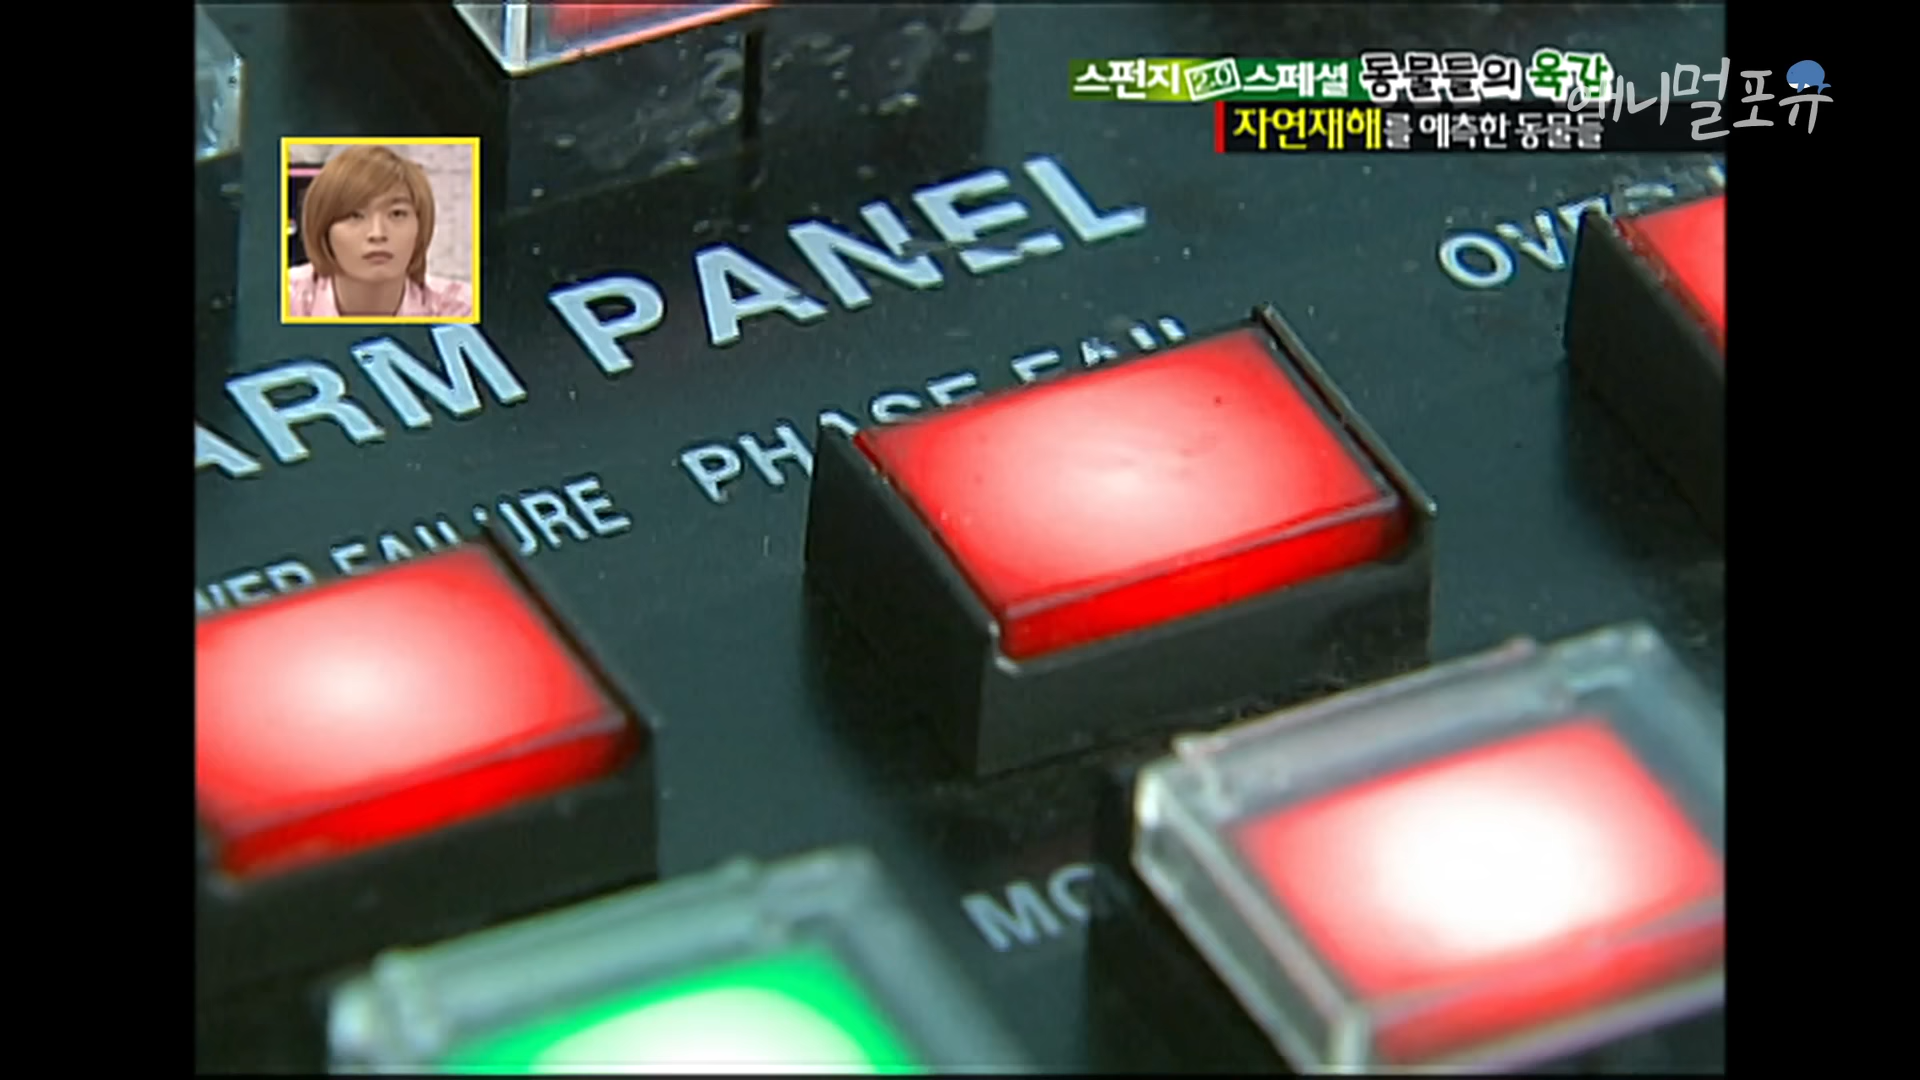 스펀지 2.0 스페셜 동물들의 육감
애니멀포유
자연재해를 예측한 동물들
ARM PANEL
PHASE FAIL
FAILURE